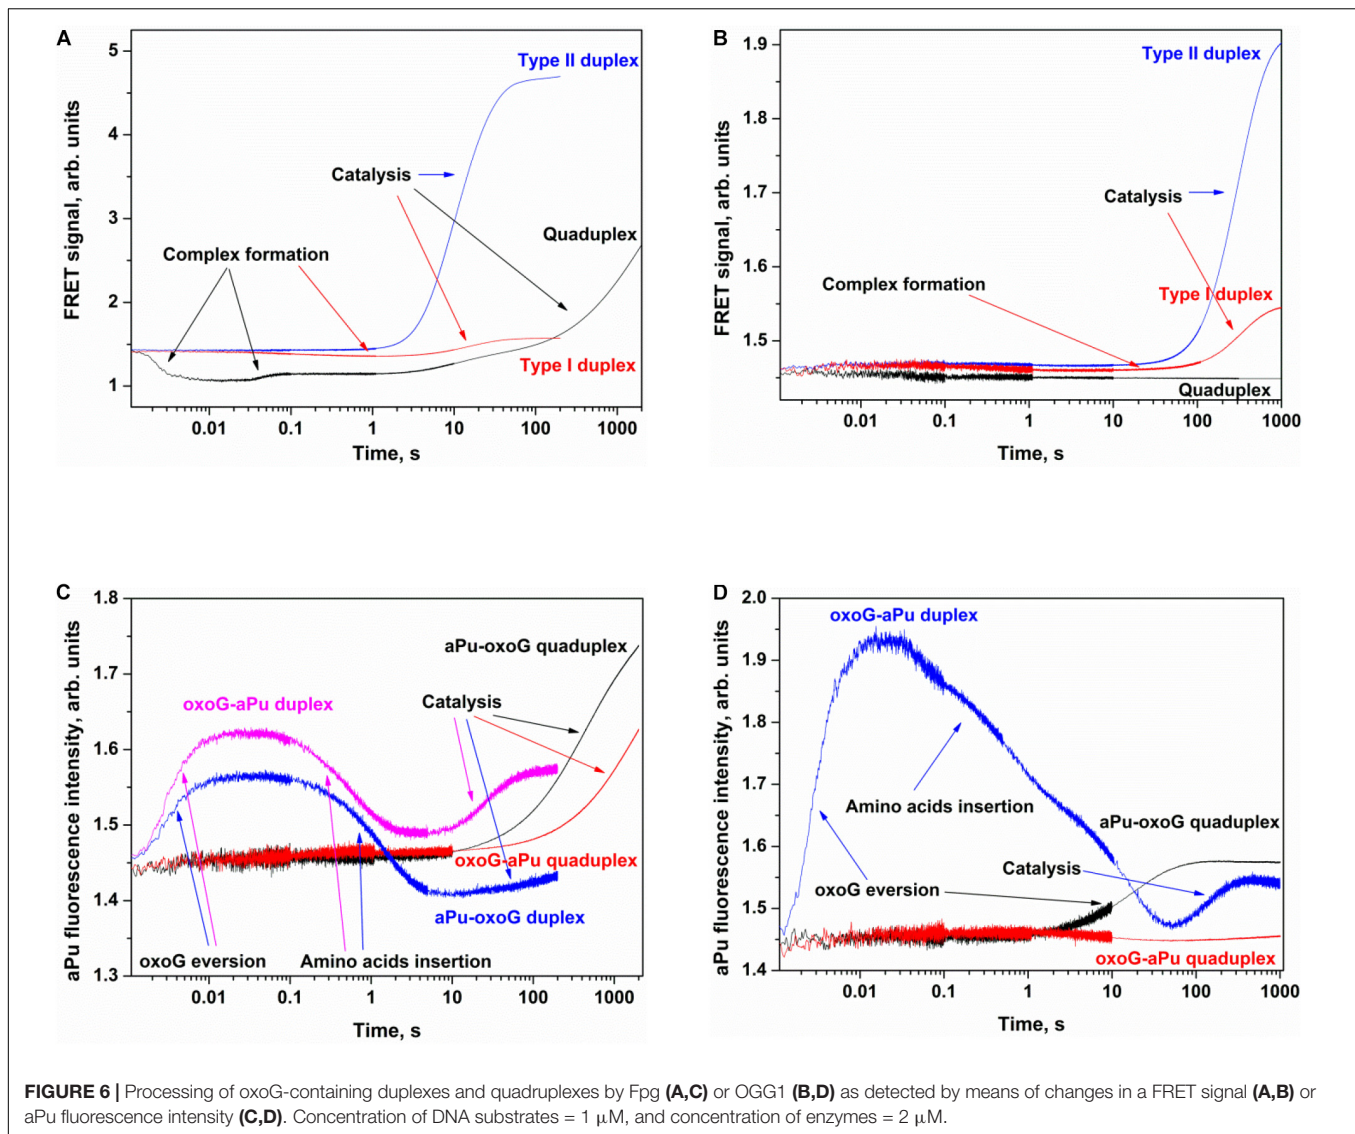 A
FRET signal, arb. units
5
4
3
2
1
Type II duplex
Catalysis
Quaduplex
Complex formation
Type I duplex
0.01
0.1
1
10
100
1000
Time, s
B
FRET signal, arb. units
1.9
1.8
1.7
1.6
1.5
Type II duplex
Catalysis
Complex formation
Type I duplex
Quaduplex
0.01
0.1
1
10
100
1000
Time, s
C
aPu fluorescence intensity, arb. units
1.8
1.7
1.6
1.5
1.4
1.3
aPu-oxoG quaduplex
oxoG-aPu duplex
Catalysis
oxoG-aPu quaduplex
aPu-oxoG duplex
oxoG eversion
Amino acids insertion
0.01
0.1
1
10
100
1000
Time, s
D
aPu fluorescence intensity, arb. units
2.0
1.9
1.8
1.7
1.6
1.5
1.4
oxoG-aPu duplex
Amino acids insertion
aPu-oxoG quaduplex
Catalysis
oxoG eversion
oxoG-aPu quaduplex
0.01
0.1
1
10
100
1000
Time, s
FIGURE 6 | Processing of oxoG-containing duplexes and quadruplexes by Fpg (A,C) or OGG1 (B,D) as detected by means of changes in a FRET signal (A,B) or
aPu fluorescence intensity (C,D). Concentration of DNA substrates = 1 μM, and concentration of enzymes = 2 μM.